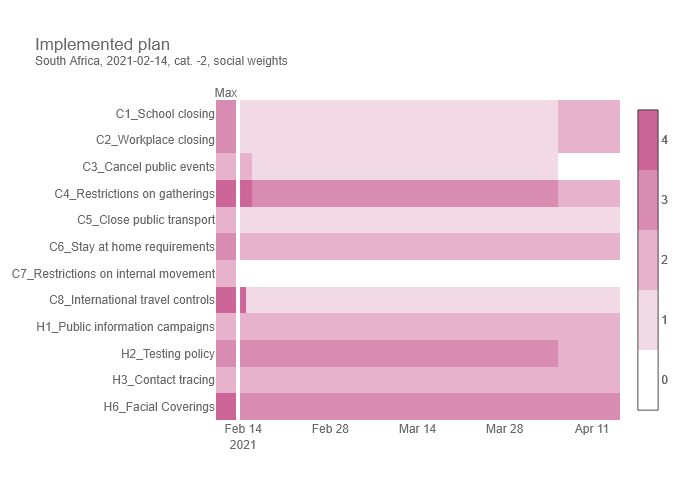 Implemented plan
South Africa, 2021-02-14, cat. -2, social weights
Max
C1_School closing
C2_Workplace closing
C3_Cancel public events
C4_Restrictions on gatherings
C5_Close public transport
C6_Stay at home requirements
C7_Restrictions on internal movement
C8_International travel controls
H1_Public information campaigns
H2_Testing policy
H3_Contact tracing
H6_Facial Coverings
Feb 14 Feb 28 Mar 14 Mar 28 Apr 11
2021
4
3
2
1
0